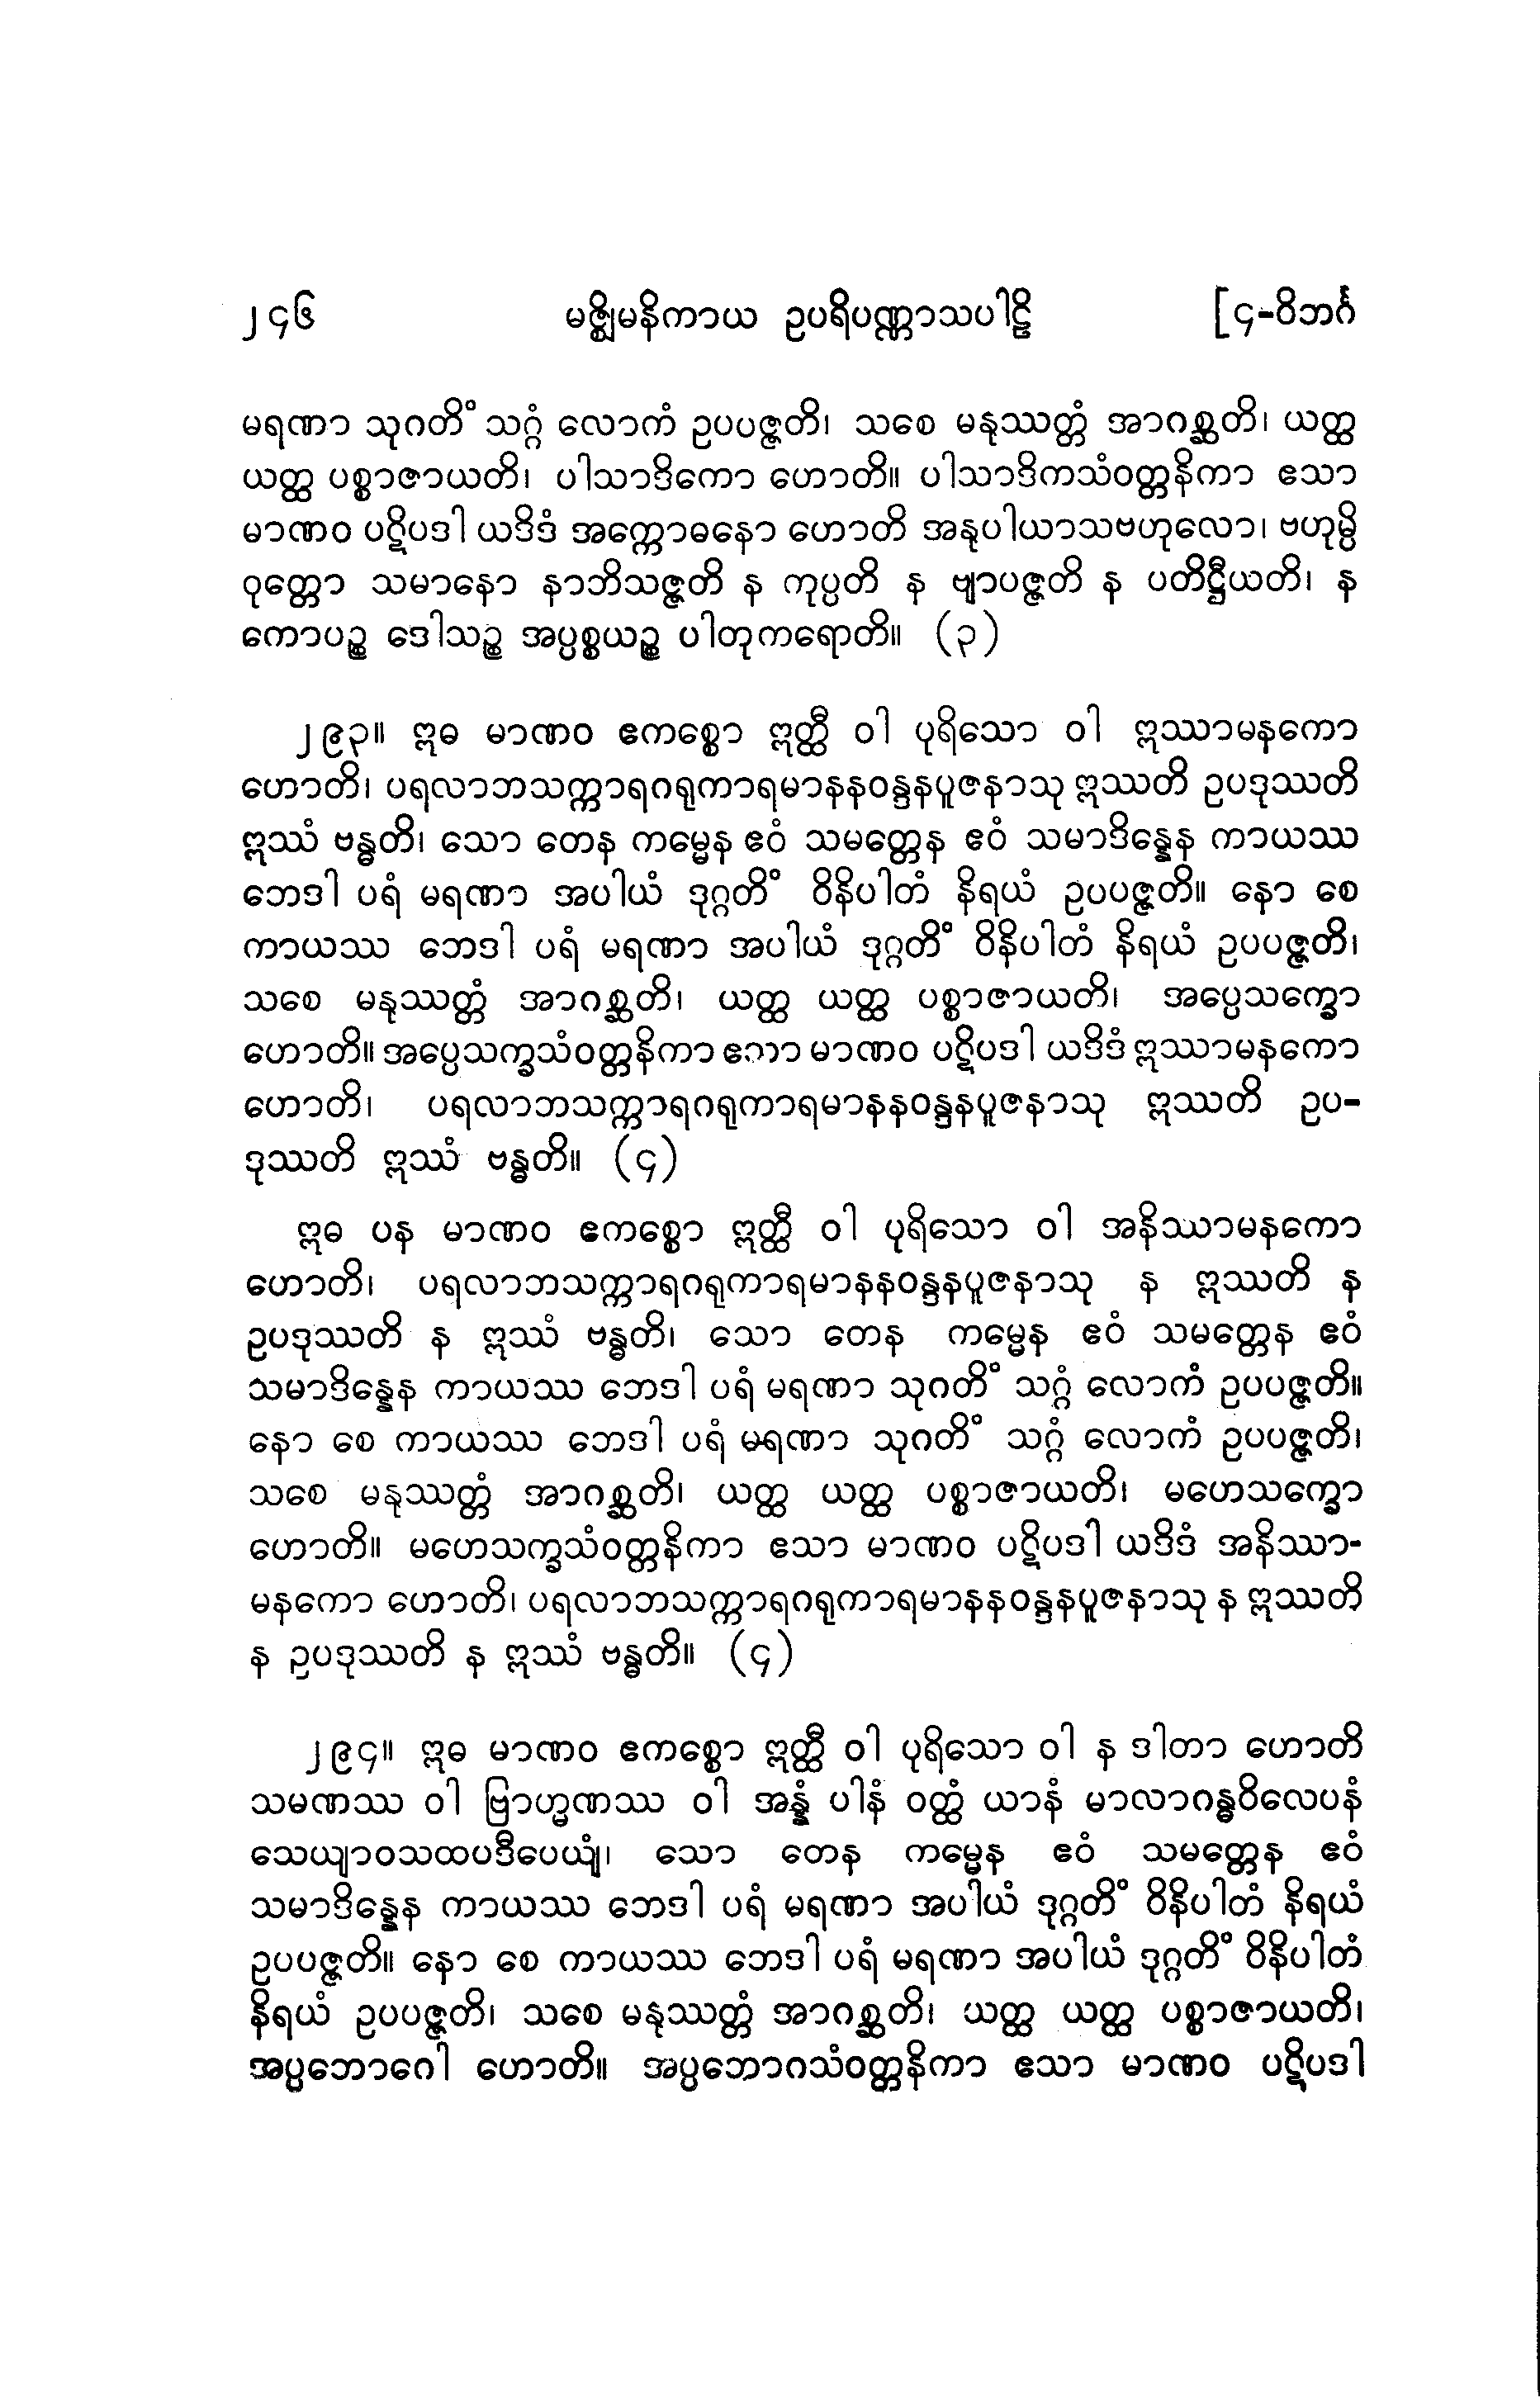 ၂၄၆ မဇ္ဈိမနိကာယ ဥပရိပဏ္ဏာသပါဠိ [၄-ဝိဘင်္ဂ
မရဏာ သုဂတိံ သဂ္ဂံ လောကံ ဥပပဇ္ဇတိ၊ သစေ မနုဿတ္တံ အာဂစ္ဆတိ၊ ယတ္ထ
ယတ္ထ ပစ္စာဇာယတိ၊ ပါသာဒိကော ဟောတိ။ ပါသာဒိကသံဝတ္တနိကာ ဧသာ
မာဏဝ ပဋိပဒါ ယဒိဒံ အက္ကောဓနော ဟောတိ အနုပါယာသဗဟုလော၊ ဗဟုမ္ပိ
ဝုတ္တော သမာနော နာဘိသဇ္ဇတိ န ကုပ္ပတိ န ဗျာပဇ္ဇတိ န ပတိဋ္ဌီယတိ၊ န
ကောပဉ္စ ဒေါသဉ္စ အပ္ပစ္စယဉ္စ ပါတုကရောတိ။ (၃)
၂၉၃။ ဣဓ မာဏဝ ဧကစ္စော ဣတ္ထီ ဝါ ပုရိသော ဝါ ဣဿာမနကော
ဟောတိ၊ ပရလာဘသက္ကာရဂရုကာရမာနနဝန္ဒနပူဇနာသု ဣဿတိ ဥပဒုဿတိ
ဣဿံ ဗန္ဓတိ၊ သော တေန ကမ္မေန ဧဝံ သမတ္တေန ဧဝံ သမာဒိန္နေန ကာယဿ
ဘေဒါ ပရံ မရဏာ အပါယံ ဒုဂ္ဂတိံ ဝိနိပါတံ နိရယံ ဥပပဇ္ဇတိ။ နော စေ
ကာယဿ ဘေဒါ ပရံ မရဏာ အပါယံ ဒုဂ္ဂတိံ ဝိနိပါတံ နိရယံ ဥပပဇ္ဇတိ၊
သစေ မနုဿတ္တံ အာဂစ္ဆတိ၊ ယတ္ထ ယတ္ထ ပစ္စာဇာယတိ၊ အပ္ပေသက္ခော
ဟောတိ။ အပ္ပေသက္ခသံဝတ္တနိကာ ဧသာ မာဏဝ ပဋိပဒါ ယဒိဒံ ဣဿာမနကော
ဟောတိ၊ ပရလာဘသက္ကာရဂရုကာရမာနနဝန္ဒနပူဇနာသု ဣဿတိ ဥပ-
ဒုဿတိ ဣဿံ ဗန္ဓတိ။ (၄)
ဣဓ ပန မာဏဝ ဧကစ္စော ဣတ္ထီ ဝါ ပုရိသော ဝါ အနိဿာမနကော
ဟောတိ၊ ပရလာဘသက္ကာရဂရုကာရမာနနဝန္ဒနပူဇနာသု န ဣဿတိ န
ဥပဒုဿတိ န ဣဿံ ဗန္ဓတိ၊ သော တေန ကမ္မေန ဧဝံ သမတ္တေန ဧဝံ
သမာဒိန္နေန ကာယဿ ဘေဒါ ပရံ မရဏာ သုဂတိံ သဂ္ဂံ လောကံ ဥပပဇ္ဇတိ။
နော စေ ကာယဿ ဘေဒါ ပရံ မရဏာ သုဂတိံ သဂ္ဂံ လောကံ ဥပပဇ္ဇတိ၊
သစေ မနုဿတ္တံ အာဂစ္ဆတိ၊ ယတ္ထ ယတ္ထ ပစ္စာဇာယတိ၊ မဟေသက္ခော
ဟောတိ။ မဟေသက္ခသံဝတ္တနိကာ ဧသာ မာဏဝ ပဋိပဒါ ယဒိဒံ အနိဿာ-
မနကော ဟောတိ၊ ပရလာဘသက္ကာရဂရုကာရမာနနဝန္ဒနပူဇနာသု န ဣဿတိ
န ဥပဒုဿတိ န ဣဿံ ဗန္ဓတိ။ (၄)
၂၉၄။ ဣဓ မာဏဝ ဧကစ္စော ဣတ္ထီ ဝါ ပုရိသော ဝါ န ဒါတာ ဟောတိ
သမဏဿ ဝါ ဗြာဟ္မဏဿ ဝါ အန္နံ ပါနံ ဝတ္ထံ ယာနံ မာလာဂန္ဓဝိလေပနံ
သေယျာဝသထပဒီပေယျံ၊ သော တေန ကမ္မေန ဧဝံ သမတ္တေန ဧဝံ
သမာဒိန္နေန ကာယဿ ဘေဒါ ပရံ မရဏာ အပါယံ ဒုဂ္ဂတိံ ဝိနိပါတံ နိရယံ
ဥပပဇ္ဇတိ။ နော စေ ကာယဿ ဘေဒါ ပရံ မရဏာ အပါယံ ဒုဂ္ဂတိံ ဝိနိပါတံ
နိရယံ ဥပပဇ္ဇတိ၊ သစေ မနုဿတ္တံ အာဂစ္ဆတိ၊ ယတ္ထ ယတ္ထ ပစ္စာဇာယတိ၊
အပ္ပဘောဂေါ ဟောတိ။ အပ္ပဘောဂသံဝတ္တနိကာ ဧသာ မာဏဝ ပဋိပဒါ